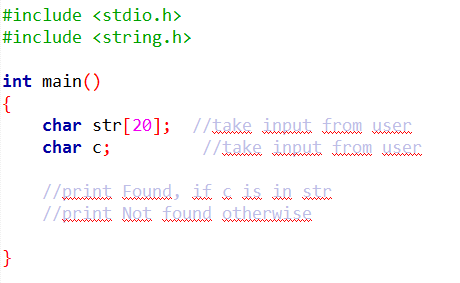 #include <stdio.h>
#include <string.h>
int main()
{
char str[20]; //take input from user
char c; //take input from user
//print Found, if c is in str
//print Not found otherwise
}